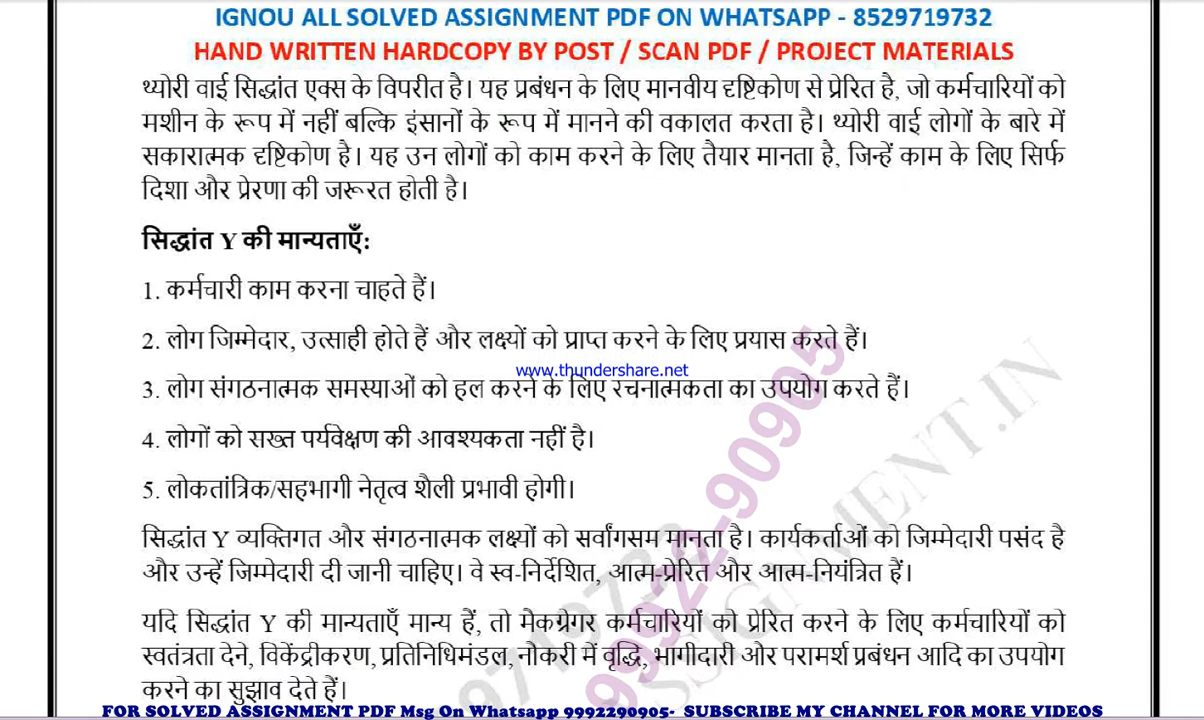 IGNOU ALL SOLVED ASSIGNMENT PDF ON WHATSAPP - 8529719732
HAND WRITTEN HARDCOPY BY POST / SCAN PDF / PROJECT MATERIALS
थ्योरी वाई सिद्धांत एक्स के विपरीत है। यह प्रबंधन के लिए मानवीय दृष्टिकोण से प्रेरित है, जो कर्मचारियों को
मशीन के रूप में नहीं बल्कि इंसानों के रूप में मानने की वकालत करता है। थ्योरी वाई लोगों के बारे में
सकारात्मक दृष्टिकोण है। यह उन लोगों को काम करने के लिए तैयार मानता है, जिन्हें काम के लिए सिर्फ
दिशा और प्रेरणा की जरूरत होती है।
सिद्धांत Y की मान्यताएँ:
1. कर्मचारी काम करना चाहते हैं।
2. लोग जिम्मेदार, उत्साही होते हैं और लक्ष्यों को प्राप्त करने के लिए प्रयास करते हैं।
www.thundershare.net
3. लोग संगठनात्मक समस्याओं को हल करने के लिए रचनात्मकता का उपयोग करते हैं।
4. लोगों को सख्त पर्यवेक्षण की आवश्यकता नहीं है।
5. लोकतांत्रिक/सहभागी नेतृत्व शैली प्रभावी होगी।
सिद्धांत Y व्यक्तिगत और संगठनात्मक लक्ष्यों को सर्वांगसम मानता है। कार्यकर्ताओं को जिम्मेदारी पसंद है
और उन्हें जिम्मेदारी दी जानी चाहिए। वे स्व-निर्देशित, आत्म-प्रेरित और आत्म-नियंत्रित हैं।
यदि सिद्धांत Y की मान्यताएँ मान्य हैं, तो मैकग्रेगर कर्मचारियों को प्रेरित करने के लिए कर्मचारियों को
स्वतंत्रता देने, विकेंद्रीकरण, प्रतिनिधिमंडल, नौकरी में वृद्धि, भागीदारी और परामर्श प्रबंधन आदि का उपयोग
करने का सुझाव देते हैं।
99922-90905
FOR SOLVED ASSIGNMENT PDF Msg On Whatsapp 9992290905- SUBSCRIBE MY CHANNEL FOR MORE VIDEOS